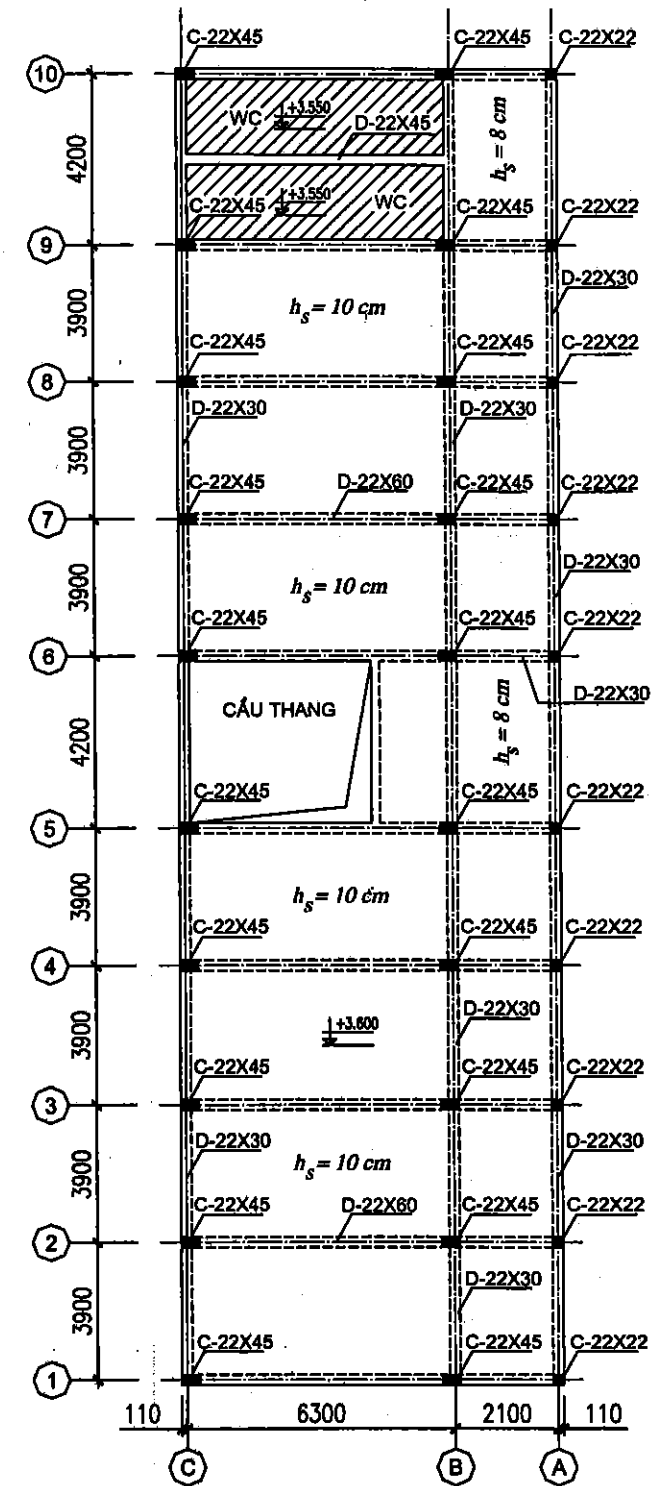 C-22X45 C-22X45 C-22X22
10
WC +3.550
D-22X45
h_s = 8 cm
4200
+3.550 WC
C-22X45 C-22X45 C-22X22
9
D-22X30
h_s = 10 cm
3900
C-22X45 C-22X45 C-22X22
8
D-22X30 D-22X30
3900
C-22X45 D-22X60 C-22X45 C-22X22
7
D-22X30
h_s = 10 cm
3900
C-22X45 C-22X45 C-22X22
6
D-22X30
CẦU THANG
h_s = 8 cm
4200
C-22X45 C-22X45 C-22X22
5
h_s = 10 cm
3900
C-22X45 C-22X45 C-22X22
4
D-22X30
+3.600
3900
C-22X45 C-22X45 C-22X22
3
D-22X30 D-22X30
h_s = 10 cm
3900
C-22X45 D-22X60 C-22X45 C-22X22
2
D-22X30
3900
C-22X45 C-22X45 C-22X22
1
110 6300 2100 110
C B A